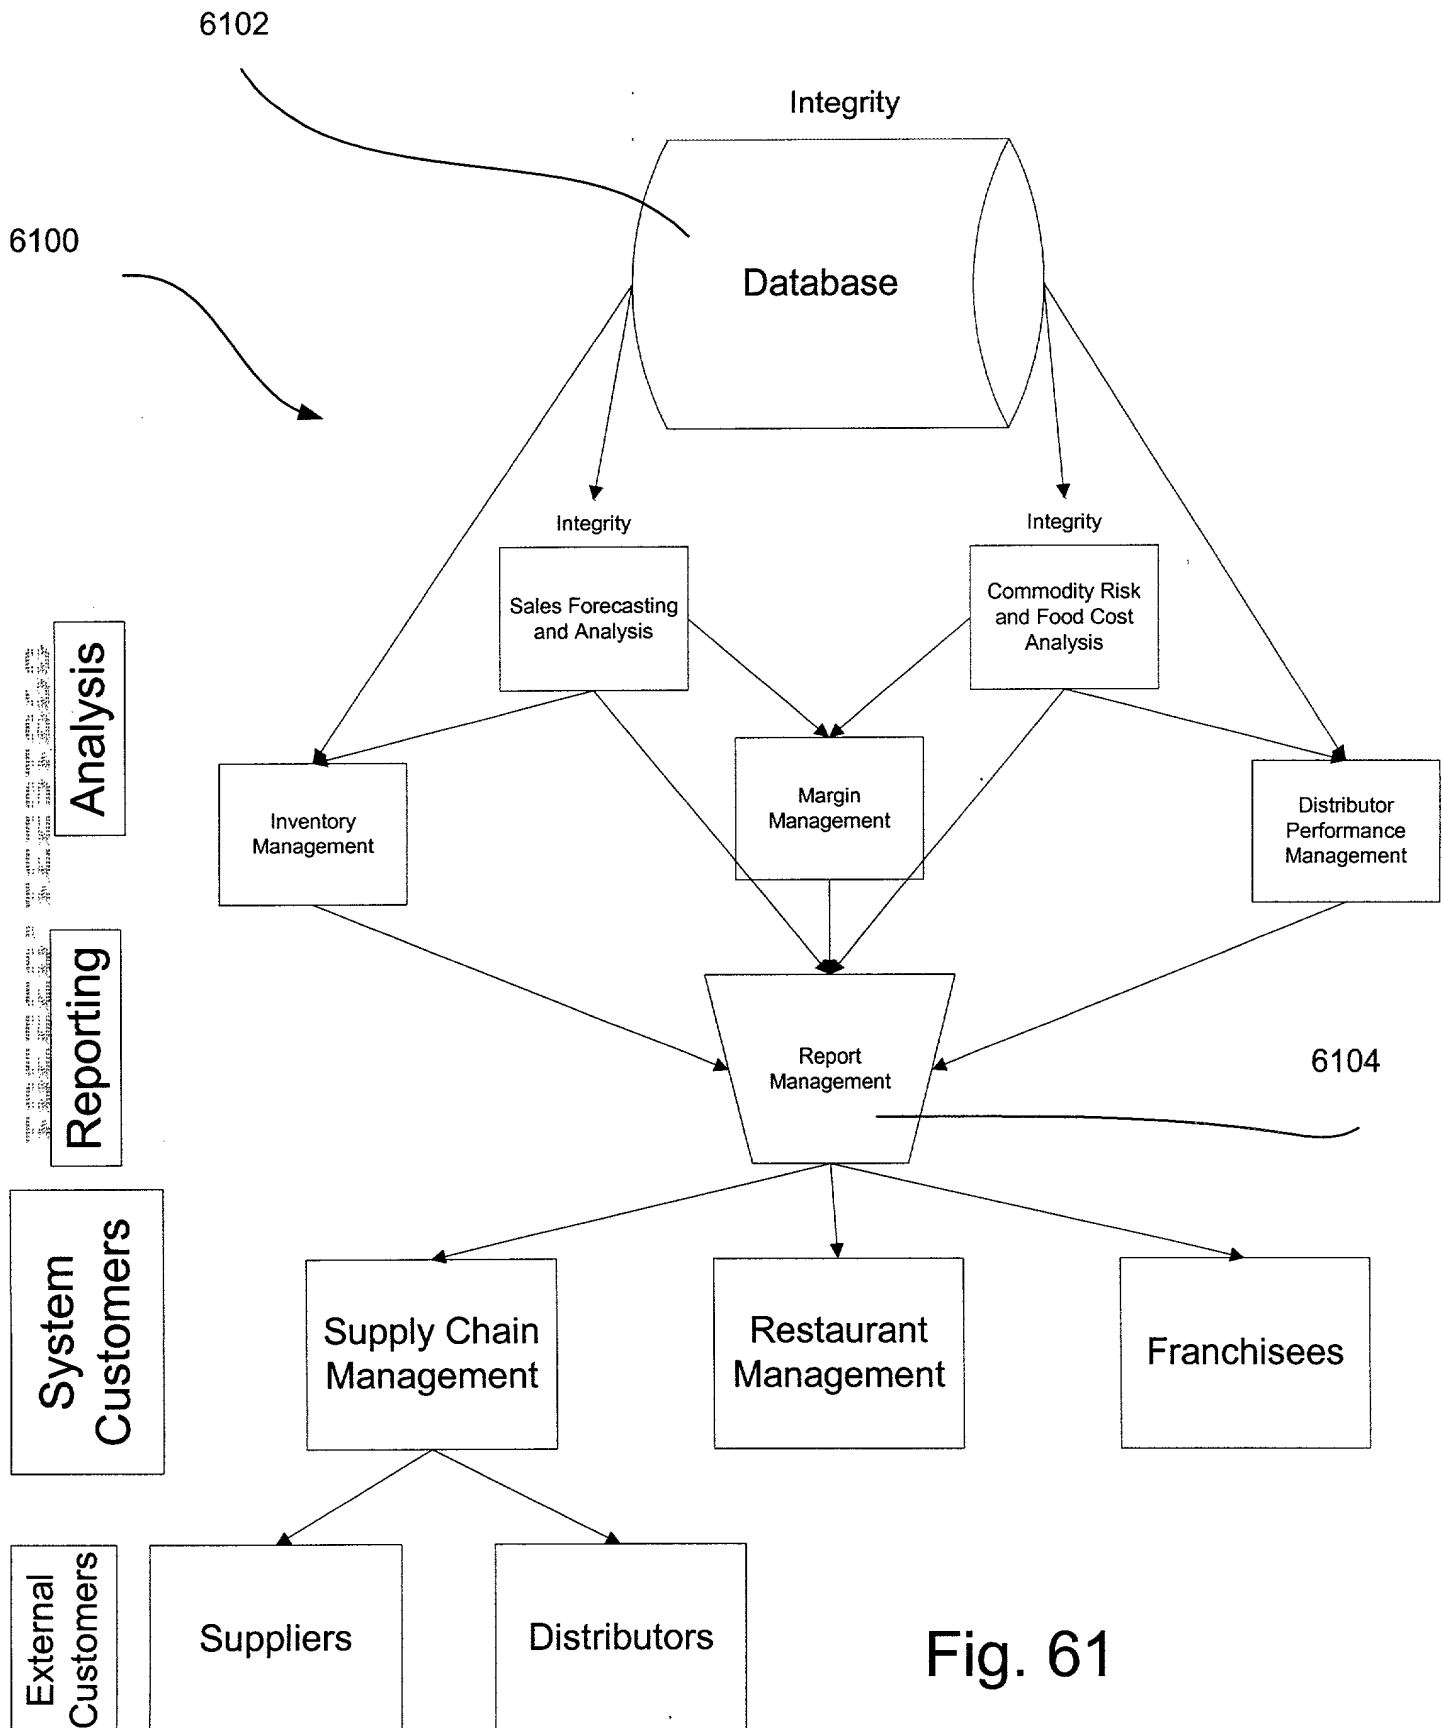 6102
Integrity
6100
Database
Integrity
Integrity
Sales Forecasting
and Analysis
Commodity Risk
and Food Cost
Analysis
Analysis
Inventory
Management
Margin
Management
Distributor
Performance
Management
Reporting
Report
Management
6104
System
Customers
Supply Chain
Management
Restaurant
Management
Franchisees
External
Customers
Suppliers
Distributors
Fig. 61